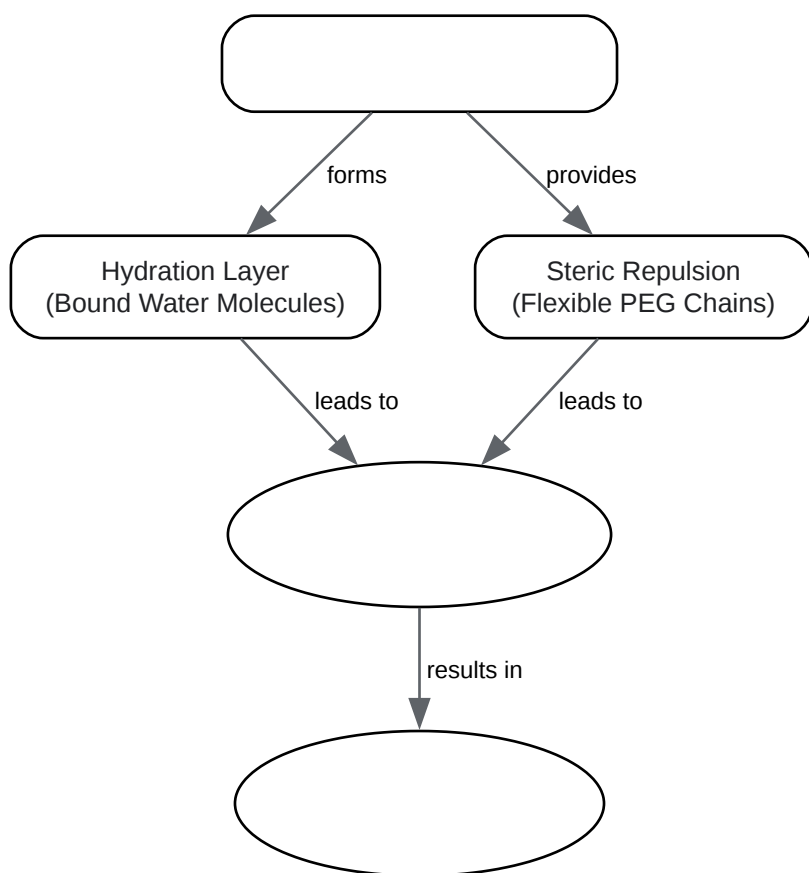 forms
provides
Hydration Layer
(Bound Water Molecules)
Steric Repulsion
(Flexible PEG Chains)
leads to
leads to
results in